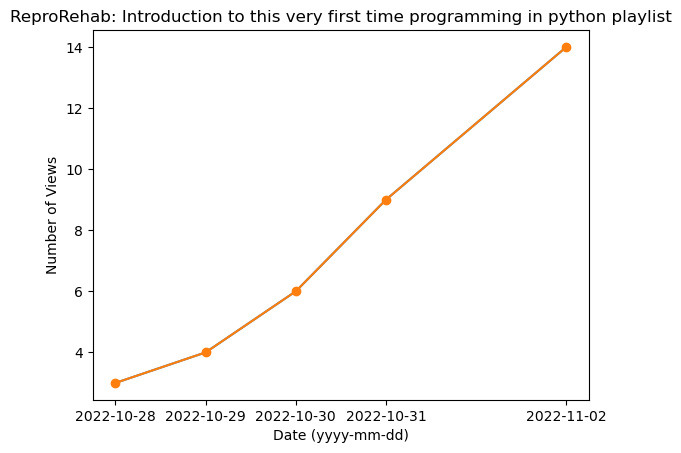 ReproRehab: Introduction to this very first time programming in python playlist
14
12
10
8
6
4
Number of Views
2022-10-28 2022-10-29 2022-10-30 2022-10-31 2022-11-02
Date (yyyy-mm-dd)